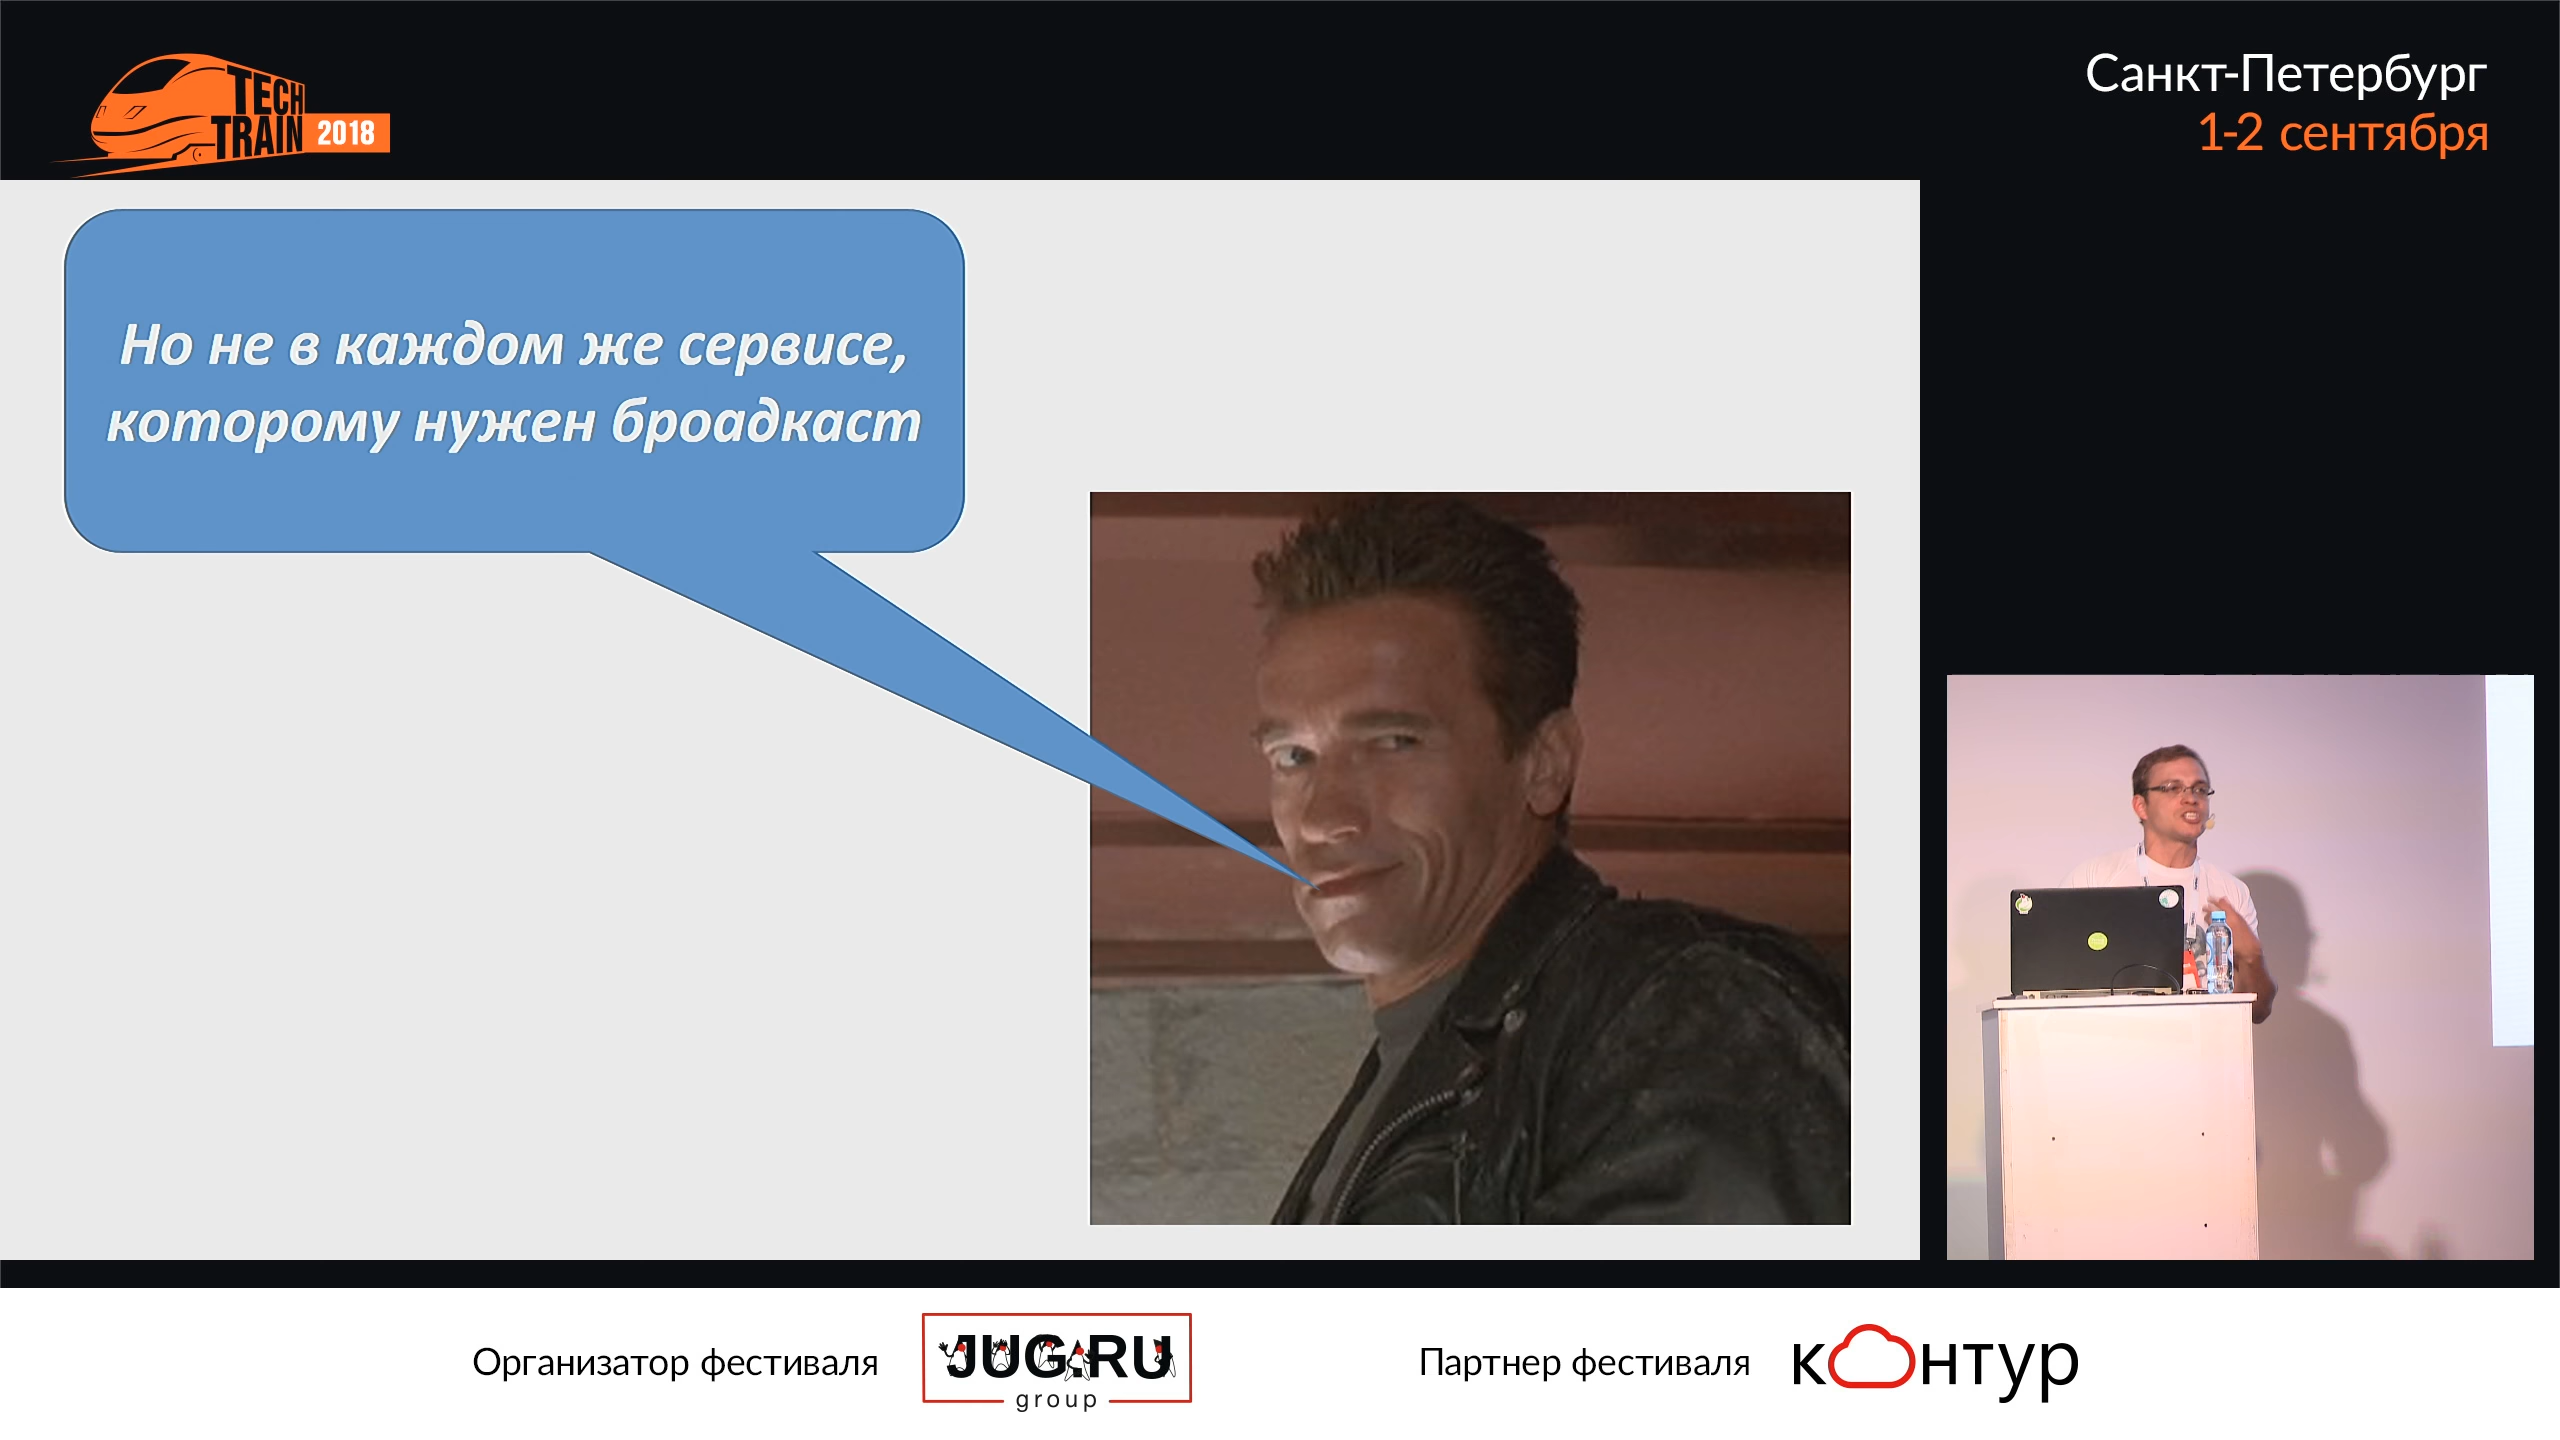 TECH
TRAIN 2018
Санкт-Петербург
1-2 сентября
Но не в каждом же сервисе,
которому нужен броадкаст
Организатор фестиваля
JUG.RU
group
Партнер фестиваля
контур